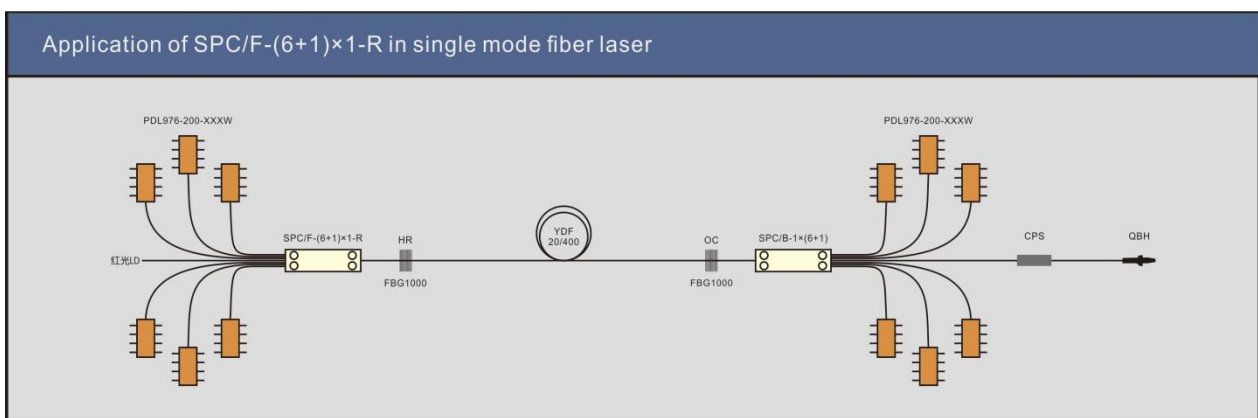 Application of SPC/F-(6+1)×1-R in single mode fiber laser
PDL976-200-XXXW
PDL976-200-XXXW
SPC/F-(6+1)×1-R
HR
YDF
20/400
OC
SPC/B-1×(6+1)
CPS
QBH
红光LD
FBG1000
FBG1000